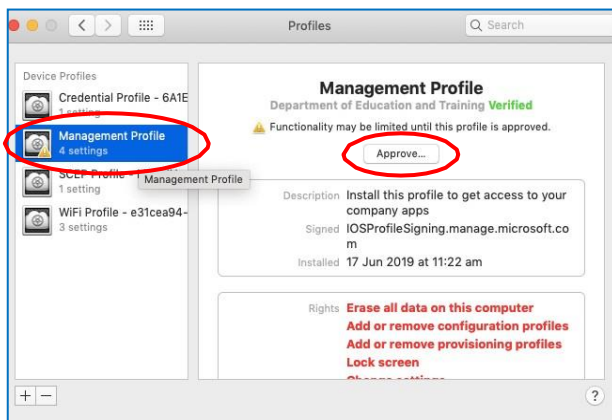 Profiles
Search
Device Profiles
Credential Profile - 6A1E
1 setting
Management Profile
4 settings
Management Profile
1 setting
WiFi Profile - e31cea94-
3 settings
Management Profile
Department of Education and Training Verified
Functionality may be limited until this profile is approved.
Approve...
Description Install this profile to get access to your
company apps
Signed IOSProfileSigning.manage.microsoft.co
m
Installed 17 Jun 2019 at 11:22 am
Rights Erase all data on this computer
Add or remove configuration profiles
Add or remove provisioning profiles
Lock screen
Change settings
+ −
?